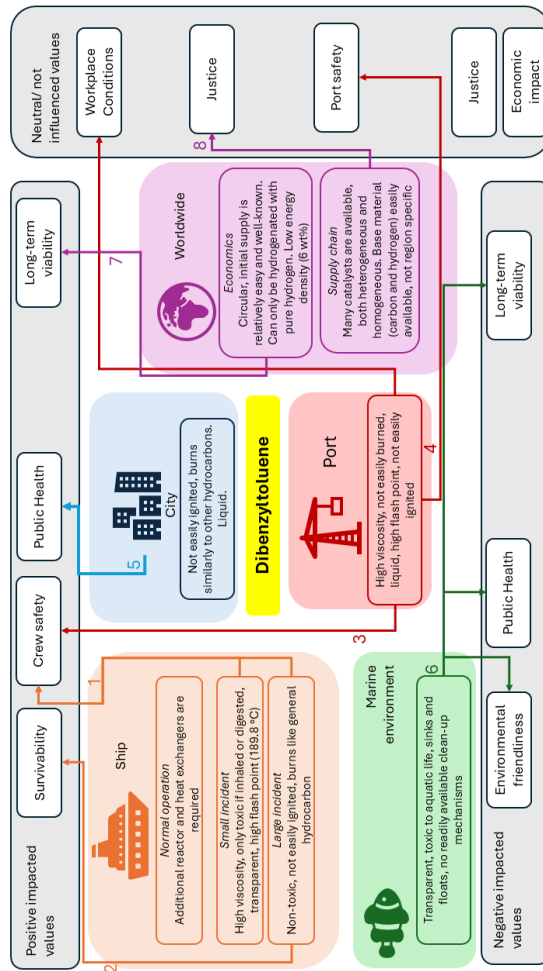 Positive impacted
values
Survivability
Crew safety
Public Health
Long-term
viability
Neutral/ not
influenced values
Workplace
Conditions
Justice
Port safety
Justice
Economic
impact
2
1
5
7
8
Ship
Normal operation
Additional reactor and heat exchangers are
required
Small incident
High viscosity, only toxic if inhaled or digested,
transparent, high flash point (189.8 °C)
Large incident
Non-toxic, not easily ignited, burns like general
hydrocarbon
City
Not easily ignited, burns
similarly to other hydrocarbons.
Liquid.
Worldwide
Economics
Circular, initial supply is
relatively easy and well-known.
Can only be hydrogenated with
pure hydrogen. Low energy
density (6 wt%)
Supply chain
Many catalysts are available,
both heterogeneous and
homogeneous. Base material
(carbon and hydrogen) easily
available, not region specific
Dibenzyltoluene
3
Port
High viscosity, not easily burned,
liquid, high flash point, not easily
ignited
4
Marine
environment
Transparent, toxic to aquatic life, sinks and
floats, no readily available clean-up
mechanisms
6
Negative impacted
values
Environmental
friendliness
Public Health
Long-term
viability